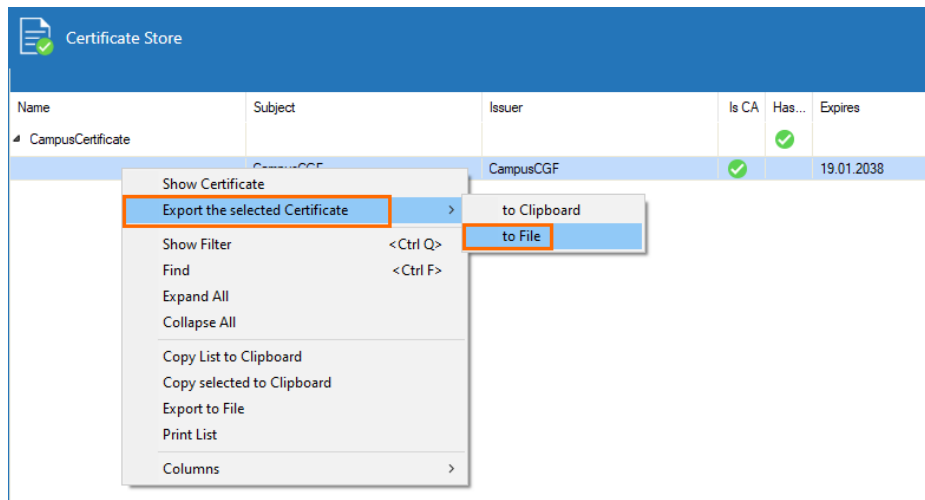 Certificate Store
Name Subject Issuer Is CA Has... Expires
CampusCertificate
CampusCGF CampusCGF 19.01.2038
Show Certificate
Export the selected Certificate >
to Clipboard
to File
Show Filter <Ctrl Q>
Find <Ctrl F>
Expand All
Collapse All
Copy List to Clipboard
Copy selected to Clipboard
Export to File
Print List
Columns >